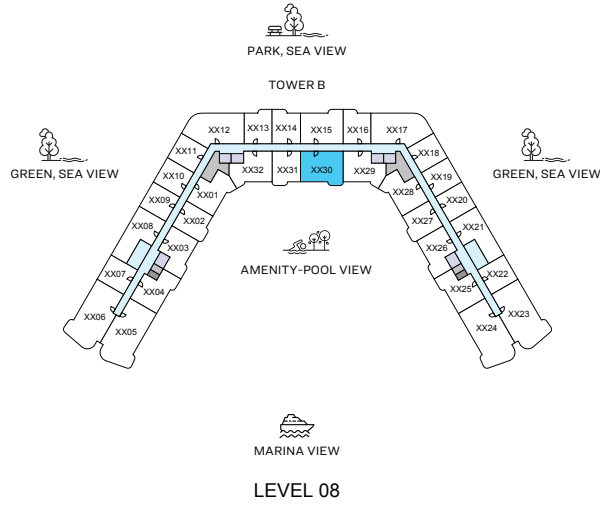 PARK, SEA VIEW
TOWER B
XX12
XX13
XX14
XX15
XX16
XX17
XX11
XX18
GREEN, SEA VIEW
GREEN, SEA VIEW
XX10
XX32
XX31
XX30
XX29
XX19
XX09
XX01
XX28
XX20
XX08
XX02
XX27
XX21
XX03
XX26
AMENITY-POOL VIEW
XX07
XX22
XX04
XX25
XX06
XX23
XX05
XX24
MARINA VIEW
LEVEL 08